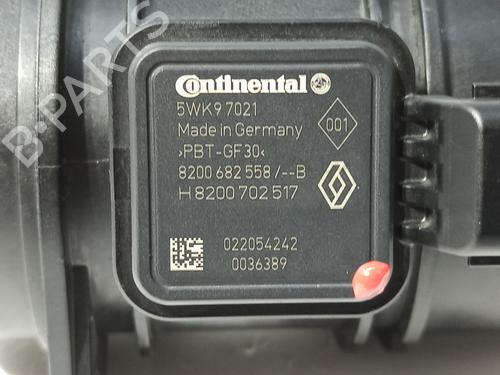 Continental
5WK9 7021
Made in Germany
001
>PBT-GF30<
8200 682 558 /--B
H 8200 702 517
022054242
0036389
B-PARTS